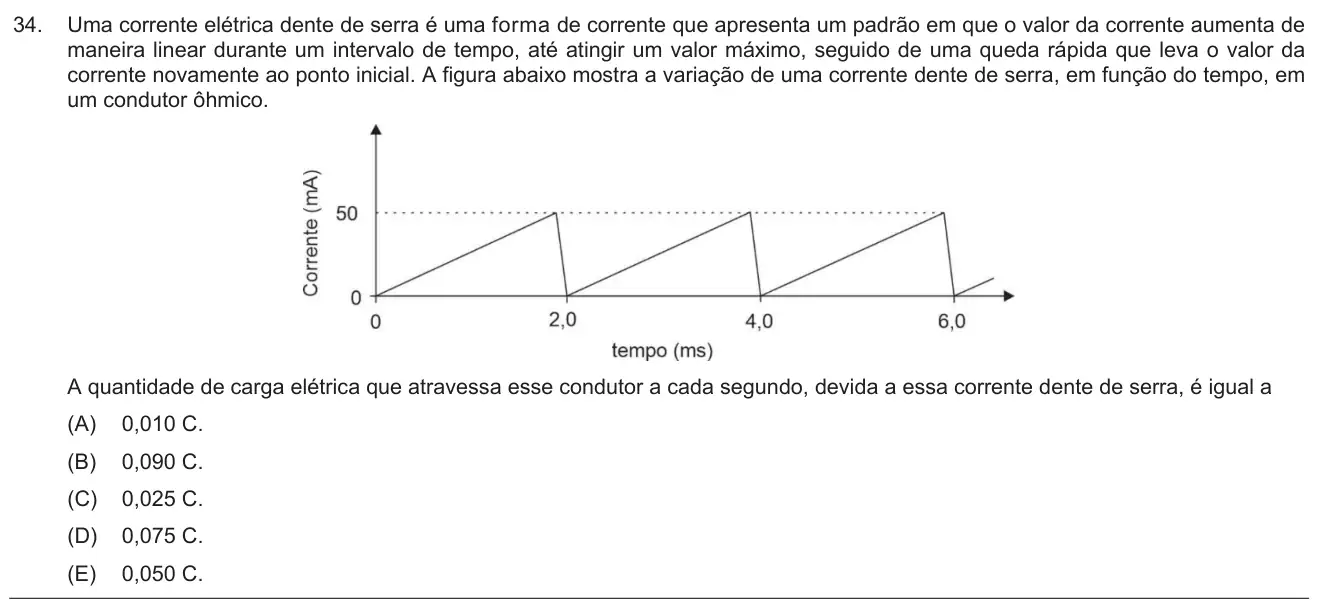 34. Uma corrente elétrica dente de serra é uma forma de corrente que apresenta um padrão em que o valor da corrente aumenta de
maneira linear durante um intervalo de tempo, até atingir um valor máximo, seguido de uma queda rápida que leva o valor da
corrente novamente ao ponto inicial. A figura abaixo mostra a variação de uma corrente dente de serra, em função do tempo, em
um condutor ôhmico.
Corrente (mA)
50
0
0 2,0 4,0 6,0
tempo (ms)
A quantidade de carga elétrica que atravessa esse condutor a cada segundo, devida a essa corrente dente de serra, é igual a
(A) 0,010 C.
(B) 0,090 C.
(C) 0,025 C.
(D) 0,075 C.
(E) 0,050 C.